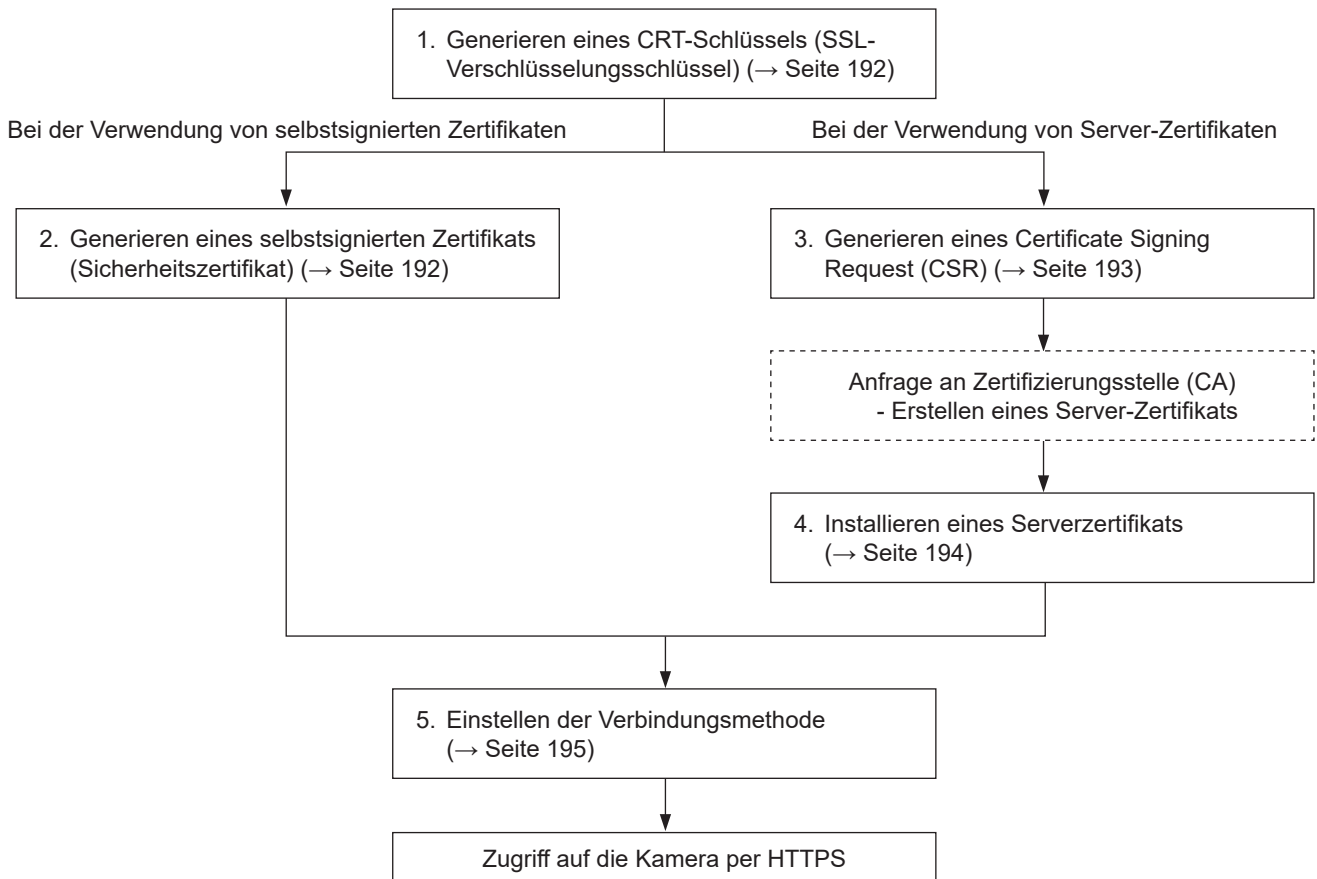 1. Generieren eines CRT-Schlüssels (SSL-
Verschlüsselungsschlüssel) (→ Seite 192)
Bei der Verwendung von selbstsignierten Zertifikaten
Bei der Verwendung von Server-Zertifikaten
2. Generieren eines selbstsignierten Zertifikats
(Sicherheitszertifikat) (→ Seite 192)
3. Generieren eines Certificate Signing
Request (CSR) (→ Seite 193)
Anfrage an Zertifizierungsstelle (CA)
- Erstellen eines Server-Zertifikats
4. Installieren eines Serverzertifikats
(→ Seite 194)
5. Einstellen der Verbindungsmethode
(→ Seite 195)
Zugriff auf die Kamera per HTTPS